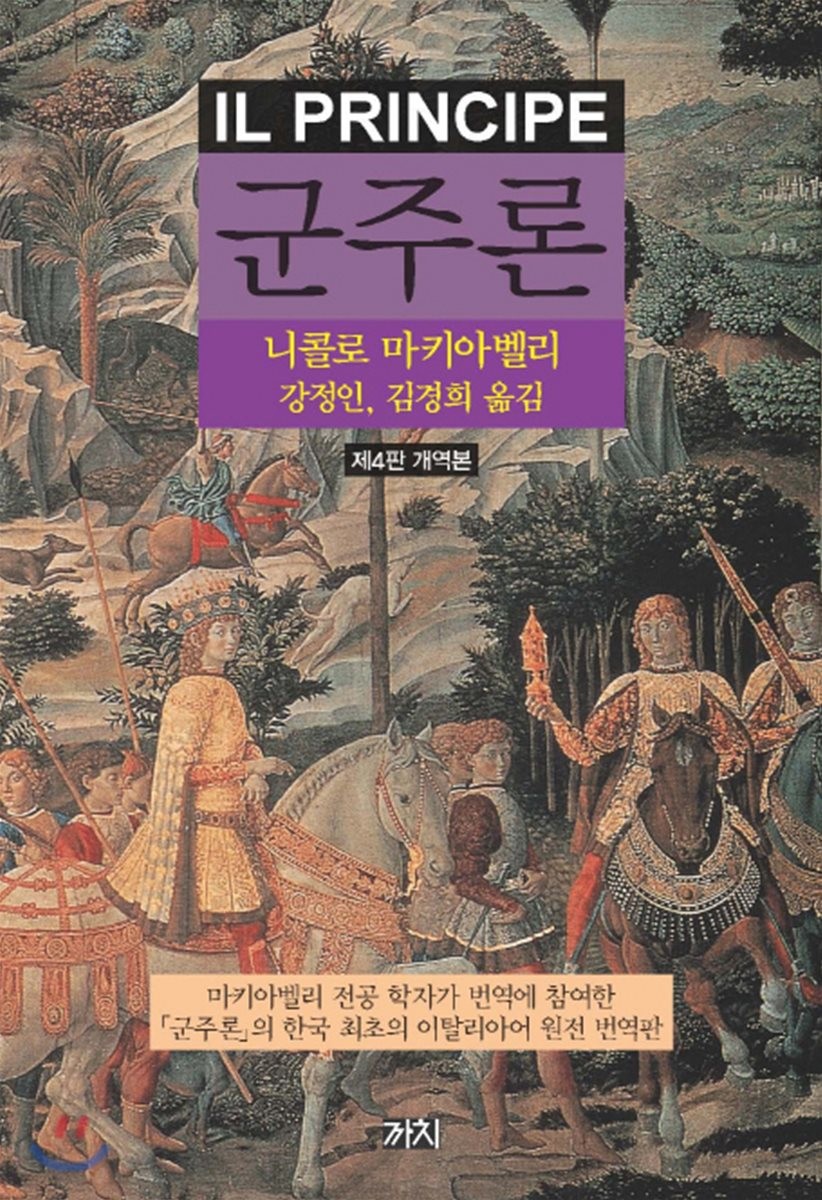 IL PRINCIPE
군주론
니콜로 마키아벨리
강정인, 김경희 옮김
제4판 개역본
마키아벨리 전공 학자가 번역에 참여한
「군주론」의 한국 최초의 이탈리아어 원전 번역판
까치